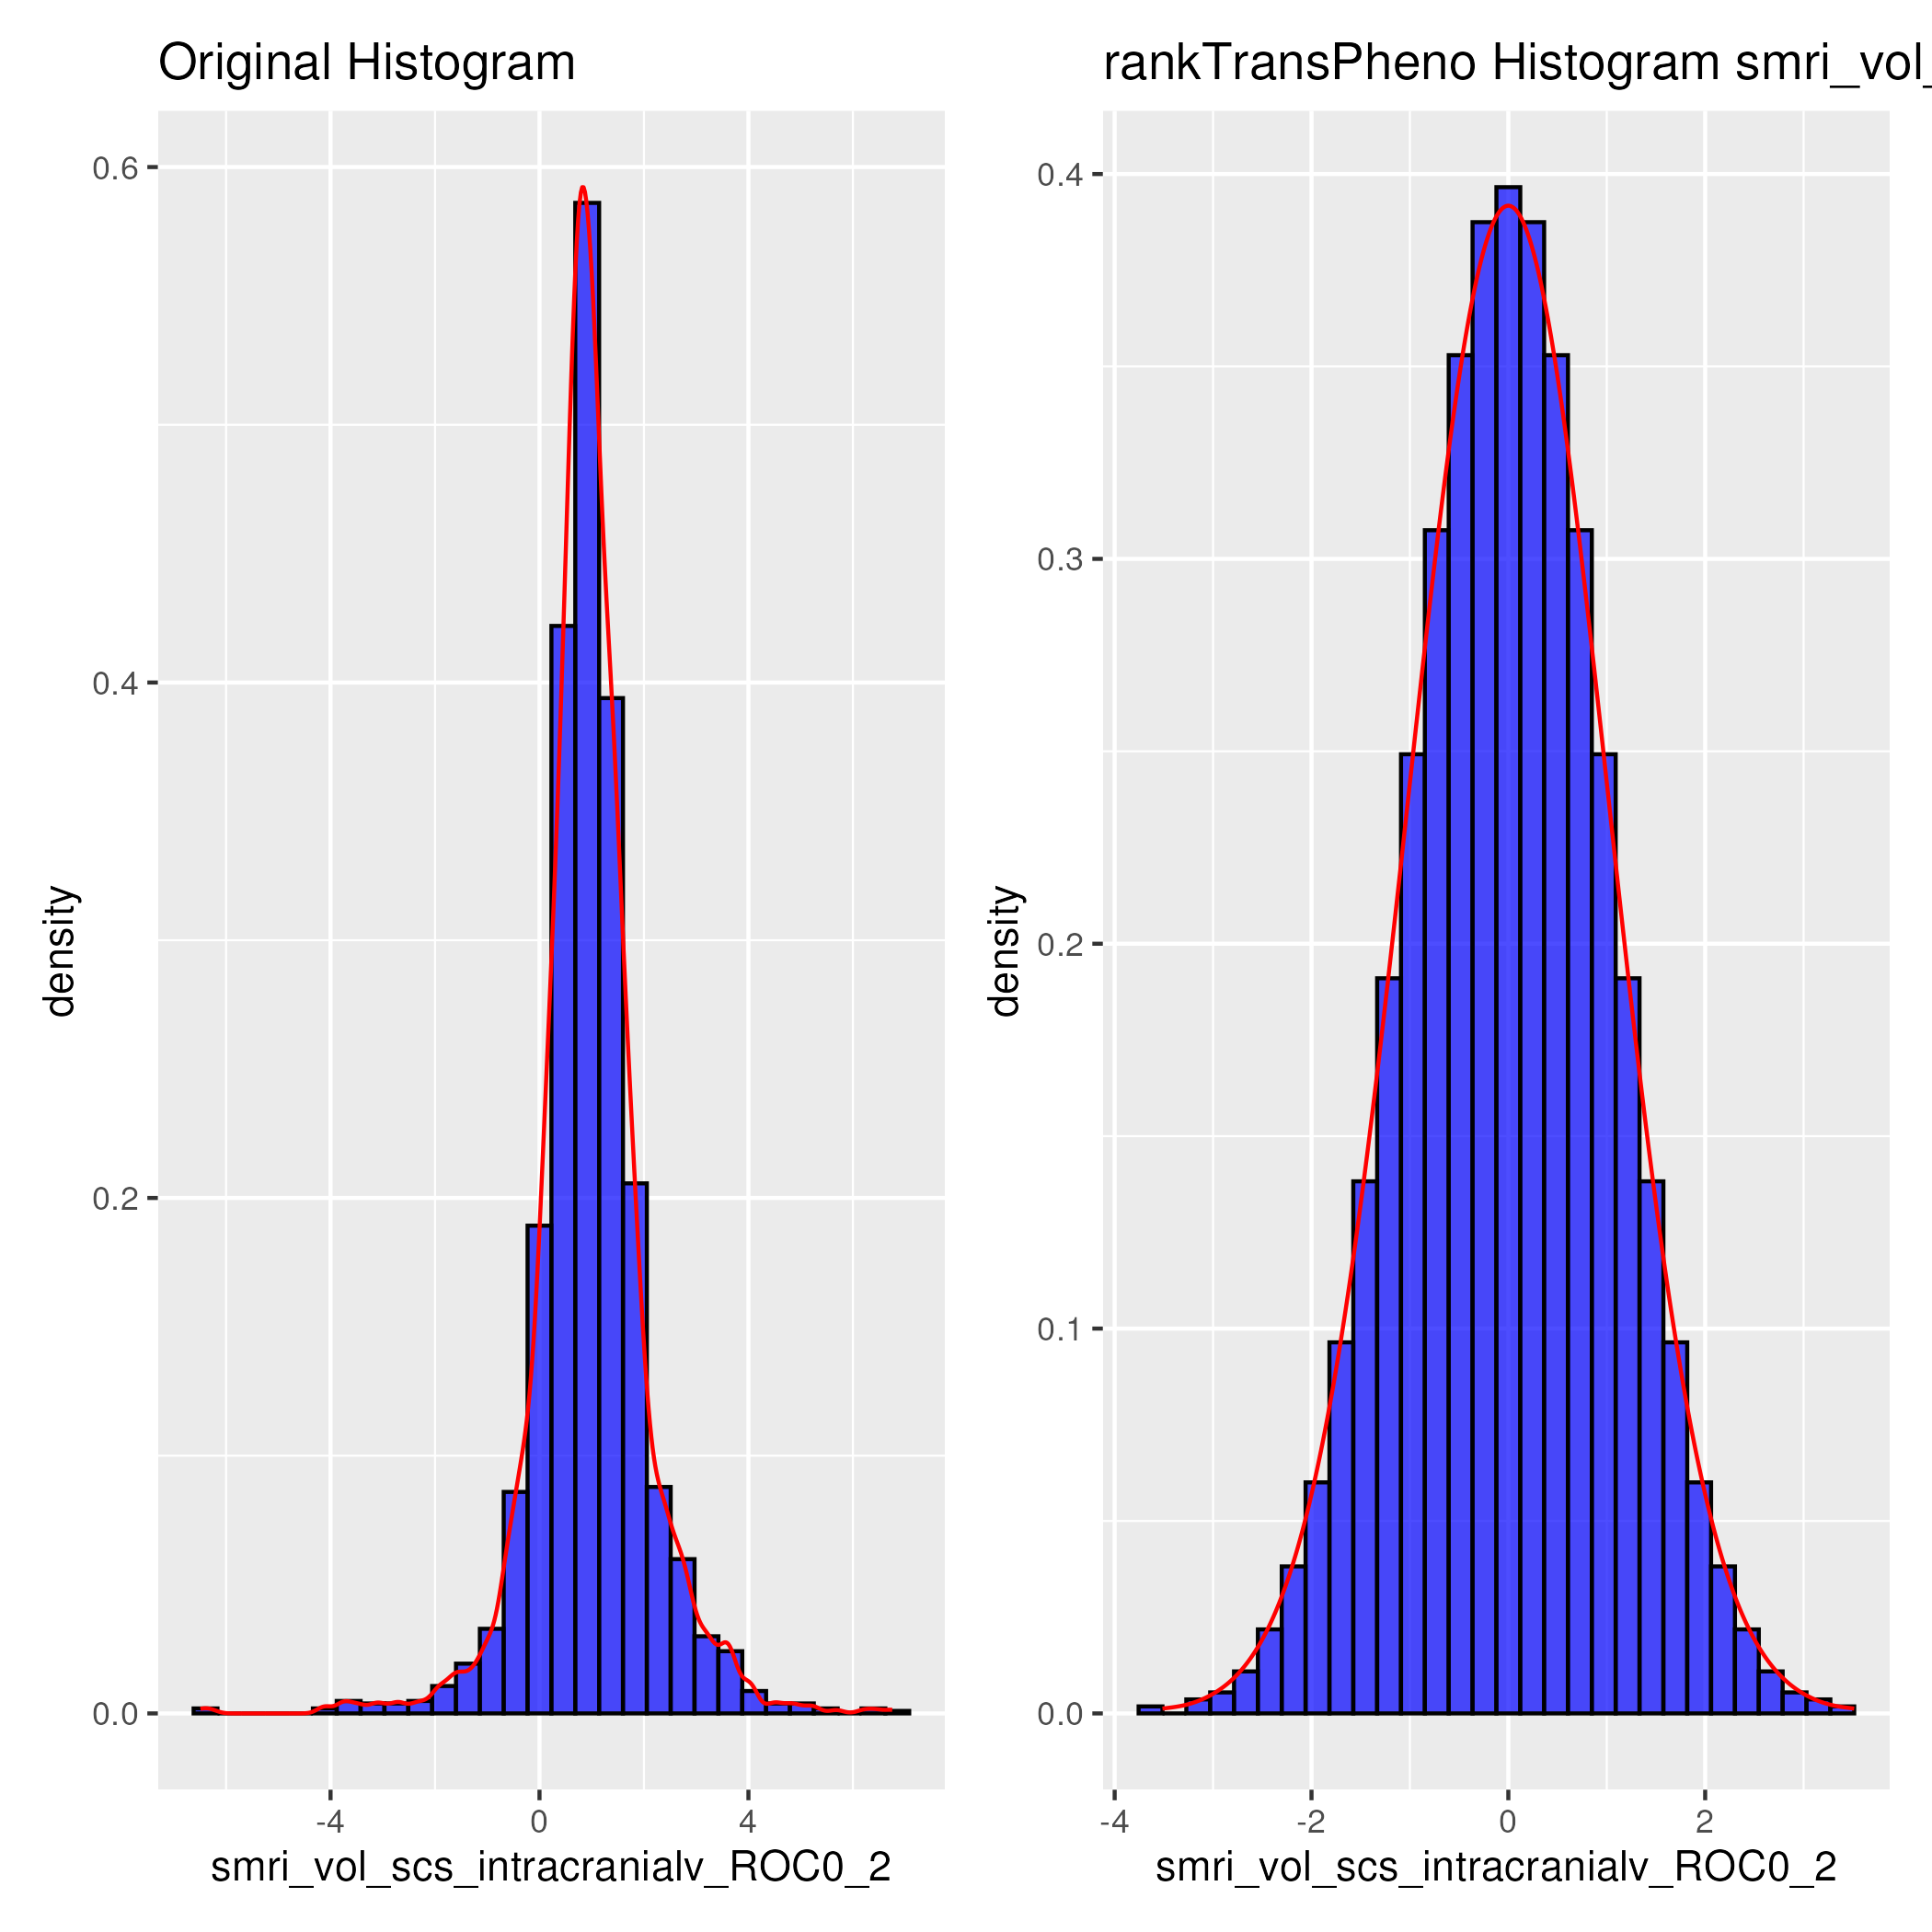 Original Histogram
0.6
0.4
0.2
0.0
density
-4
0
4
smri_vol_scs_intracranialv_ROC0_2
rankTransPheno Histogram smri_vol_
0.4
0.3
0.2
0.1
0.0
density
-4
-2
0
2
smri_vol_scs_intracranialv_ROC0_2